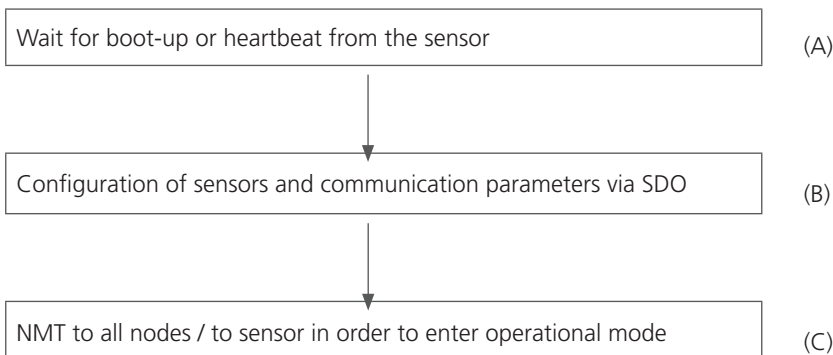 Wait for boot-up or heartbeat from the sensor
(A)
Configuration of sensors and communication parameters via SDO
(B)
NMT to all nodes / to sensor in order to enter operational mode
(C)